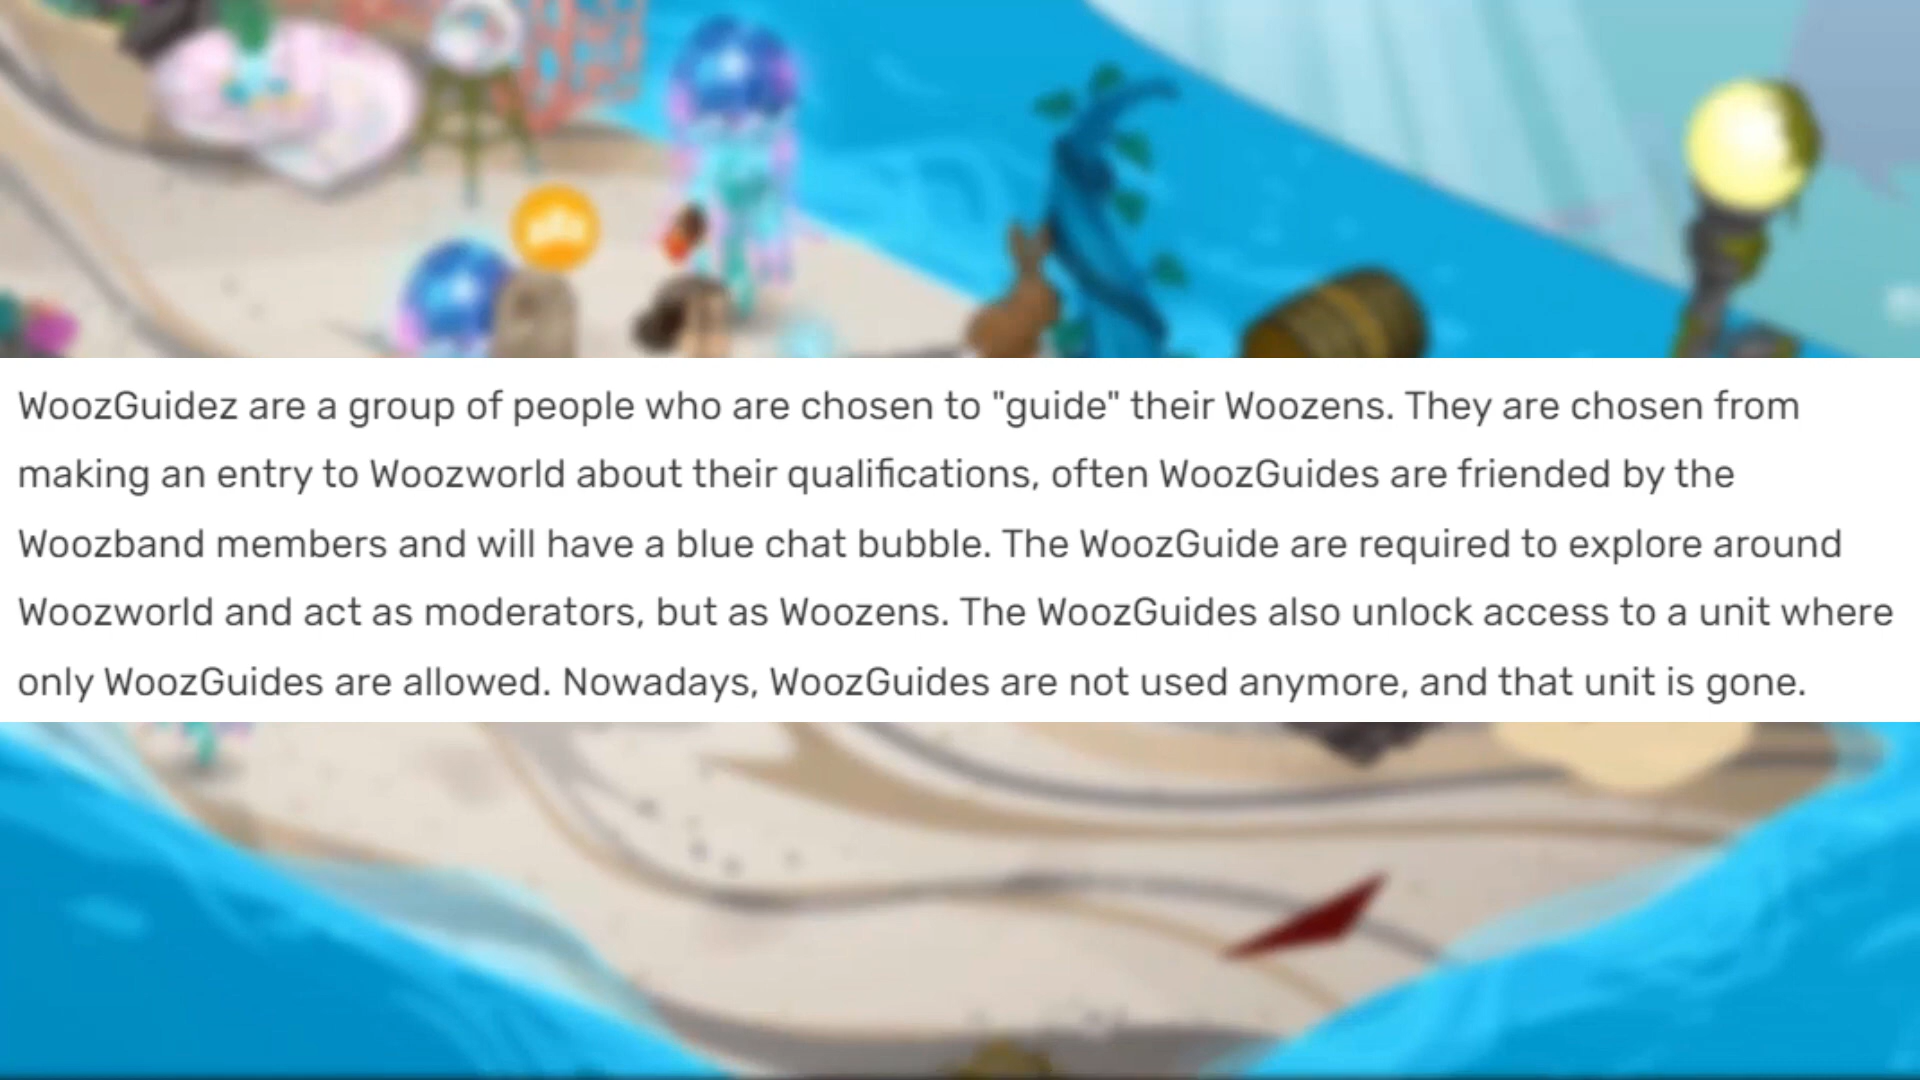 WoozGuidez are a group of people who are chosen to "guide" their Woozens. They are chosen from
making an entry to Woozworld about their qualifications, often WoozGuides are friended by the
Woozband members and will have a blue chat bubble. The WoozGuide are required to explore around
Woozworld and act as moderators, but as Woozens. The WoozGuides also unlock access to a unit where
only WoozGuides are allowed. Nowadays, WoozGuides are not used anymore, and that unit is gone.